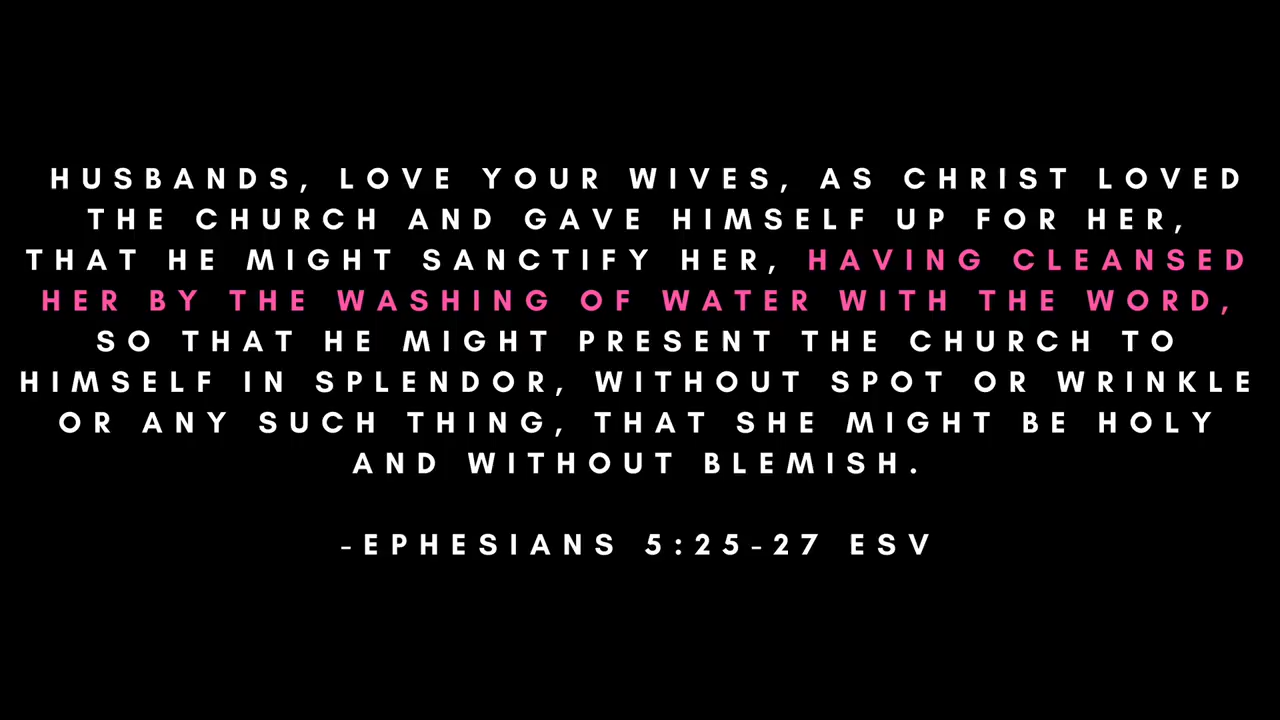 HUSBANDS, LOVE YOUR WIVES, AS CHRIST LOVED
THE CHURCH AND GAVE HIMSELF UP FOR HER,
THAT HE MIGHT SANCTIFY HER, HAVING CLEANSED
HER BY THE WASHING OF WATER WITH THE WORD,
SO THAT HE MIGHT PRESENT THE CHURCH TO
HIMSELF IN SPLENDOR, WITHOUT SPOT OR WRINKLE
OR ANY SUCH THING, THAT SHE MIGHT BE HOLY
AND WITHOUT BLEMISH.
-EPHESIANS 5:25-27 ESV